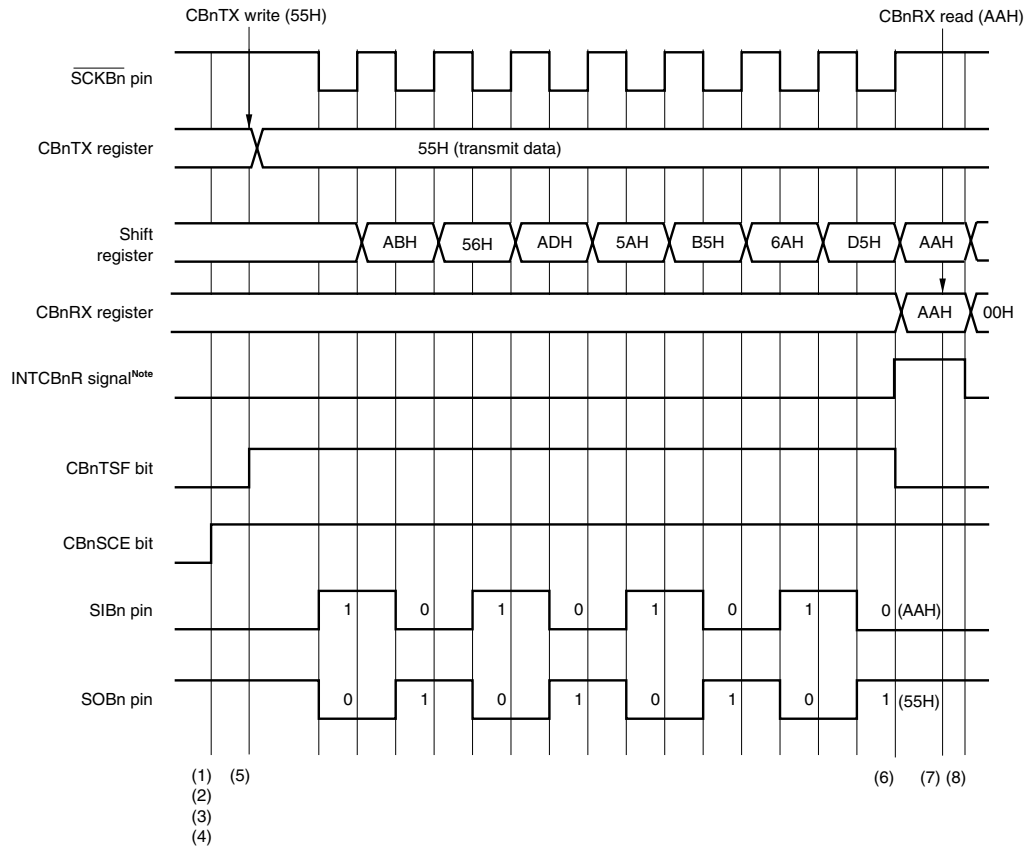 CBnTX write (55H)
CBnRX read (AAH)
SCKBn pin
CBnTX register
55H (transmit data)
Shift
register
ABH 56H ADH 5AH B5H 6AH D5H AAH
CBnRX register
AAH 00H
INTCBnR signalNote
CBnTSF bit
CBnSCE bit
SIBn pin
1 0 1 0 1 0 1 0 (AAH)
SOBn pin
0 1 0 1 0 1 0 1 (55H)
(1) (5) (6) (7) (8)
(2)
(3)
(4)